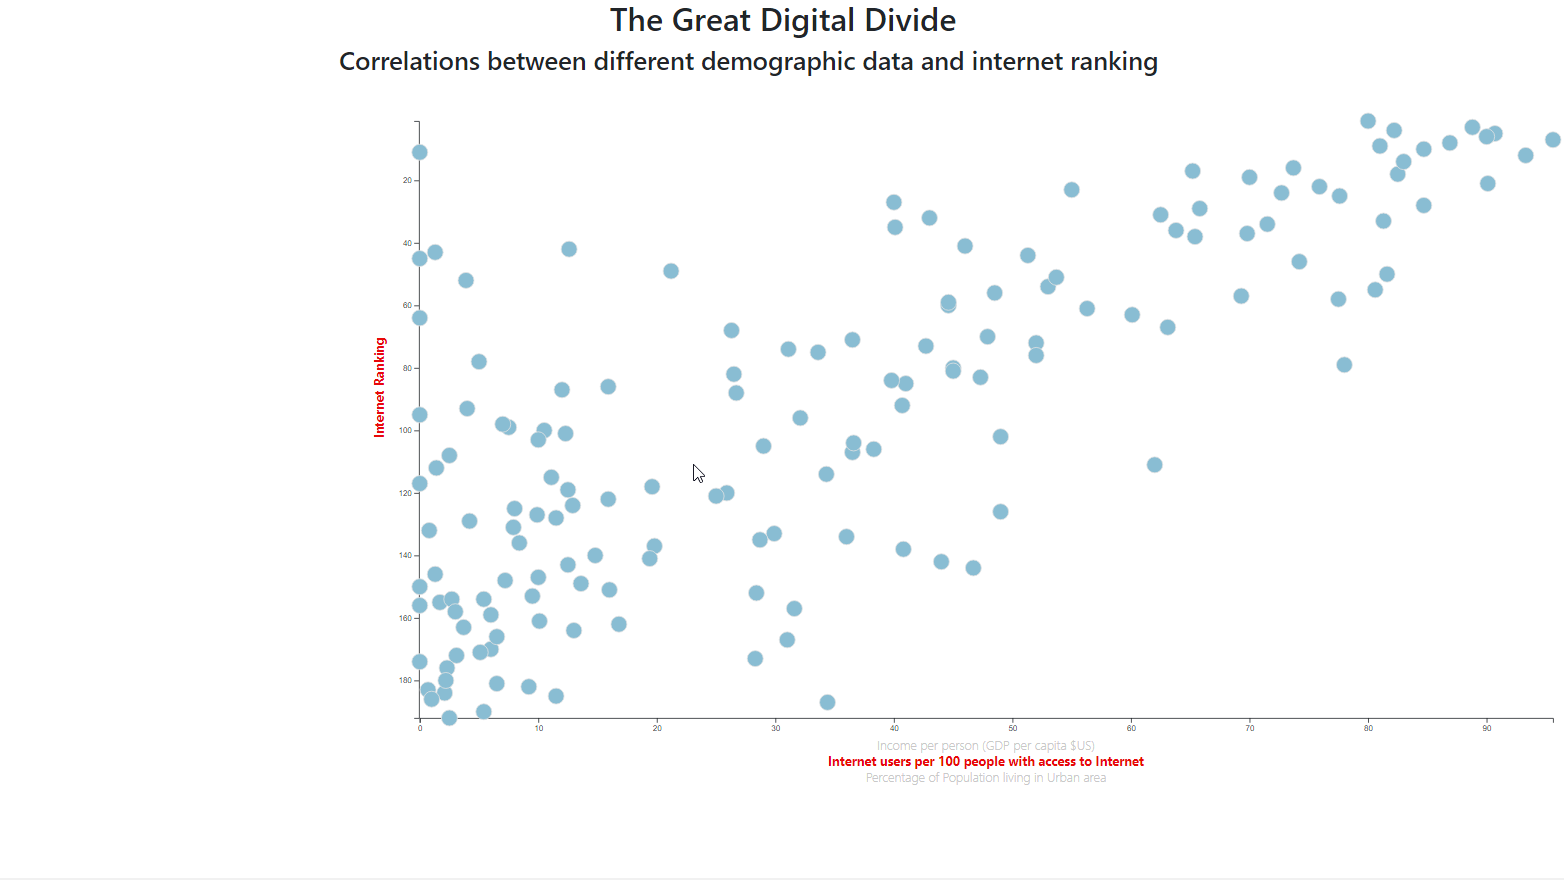 The Great Digital Divide
Correlations between different demographic data and internet ranking
Internet Ranking
20
40
60
80
100
120
140
160
180
0 10 20 30 40 50 60 70 80 90
Income per person (GDP per capita $US)
Internet users per 100 people with access to Internet
Percentage of Population living in Urban area